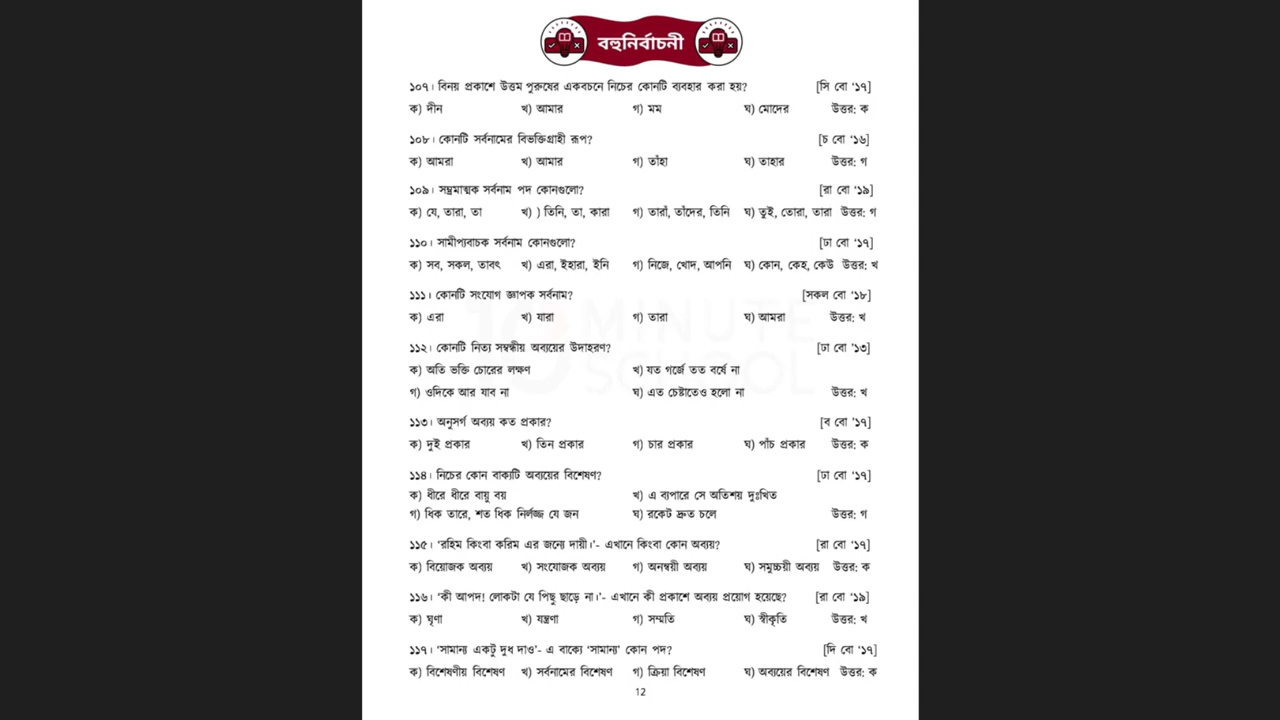 বহুনির্বাচনী
১০৭। বিনয় প্রকাশে উত্তম পুরুষের একবচনে নিচের কোনটি ব্যবহার করা হয়? [সি বো ‘১৭]
ক) দীন খ) আমার গ) মম ঘ) মোদের উত্তর: ক
১০৮। কোনটি সর্বনামের বিভক্তিগ্রাহী রূপ? [চ বো ‘১৬]
ক) আমরা খ) আমার গ) তাঁহা ঘ) তাহার উত্তর: গ
১০৯। সম্ভ্রমাত্মক সর্বনাম পদ কোনগুলো? [রা বো ‘১৯]
ক) যে, তারা, তা খ) ) তিনি, তা, কারা গ) তারাঁ, তাঁদের, তিনি ঘ) তুই, তোরা, তারা উত্তর: গ
১১০। সামীপ্যবাচক সর্বনাম কোনগুলো? [ঢা বো ‘১৭]
ক) সব, সকল, তাবৎ খ) এরা, ইহারা, ইনি গ) নিজে, খোদ, আপনি ঘ) কোন, কেহ, কেউ উত্তর: খ
১১১। কোনটি সংযোগ জ্ঞাপক সর্বনাম? [সকল বো ‘১৮]
ক) এরা খ) যারা গ) তারা ঘ) আমরা উত্তর: খ
10 MINUTE SCHOOL
১১২। কোনটি নিত্য সম্বন্ধীয় অব্যয়ের উদাহরণ? [ঢা বো ’১৩]
ক) অতি ভক্তি চোরের লক্ষণ খ) যত গর্জে তত বর্ষে না
গ) ওদিকে আর যাব না ঘ) এত চেষ্টাতেও হলো না উত্তর: খ
১১৩। অনুসর্গ অব্যয় কত প্রকার? [ব বো ‘১৭]
ক) দুই প্রকার খ) তিন প্রকার গ) চার প্রকার ঘ) পাঁচ প্রকার উত্তর: ক
১১৪। নিচের কোন বাক্যটি অব্যয়ের বিশেষণ? [ঢা বো ‘১৭]
ক) ধীরে ধীরে বায়ু বয় খ) এ ব্যপারে সে অতিশয় দুঃখিত
গ) ধিক তারে, শত ধিক নির্লজ্জ যে জন ঘ) রকেট দ্রুত চলে উত্তর: গ
১১৫। ‘রহিম কিংবা করিম এর জন্যে দায়ী।’- এখানে কিংবা কোন অব্যয়? [রা বো ‘১৭]
ক) বিয়োজক অব্যয় খ) সংযোজক অব্যয় গ) অনন্বয়ী অব্যয় ঘ) সমুচ্চয়ী অব্যয় উত্তর: ক
১১৬। ‘কী আপদ! লোকটা যে পিছু ছাড়ে না।’- এখানে কী প্রকাশে অব্যয় প্রয়োগ হয়েছে? [রা বো ‘১৯]
ক) ঘৃণা খ) যন্ত্রণা গ) সম্মতি ঘ) স্বীকৃতি উত্তর: খ
১১৭। ‘সামান্য একটু দুধ দাও’- এ বাক্যে ‘সামান্য’ কোন পদ? [দি বো ‘১৭]
ক) বিশেষণীয় বিশেষণ খ) সর্বনামের বিশেষণ গ) ক্রিয়া বিশেষণ ঘ) অব্যয়ের বিশেষণ উত্তর: ক
12